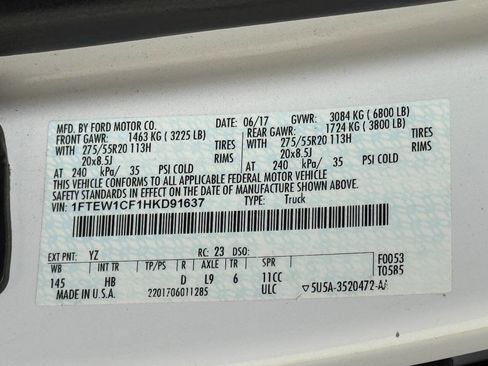 MFD. BY FORD MOTOR CO. 06/17 GVWR: 3084 KG ( 6800 LB)
FRONT GAWR: 1463 KG ( 3225 LB) REAR GAWR: 1724 KG ( 3800 LB)
WITH 275/55R20 113H TIRES WITH 275/55R20 113H TIRES
20x8.5J RIMS 20x8.5J RIMS
AT 240 kPa/ 35 PSI COLD AT 240 kPa/ 35 PSI COLD
THIS VEHICLE CONFORMS TO ALL APPLICABLE FEDERAL MOTOR VEHICLE
SAFETY STANDARDS IN EFFECT ON THE DATE OF MANUFACTURE SHOWN ABOVE.
VIN: 1FTEW1CF1HKD91637 TYPE: Truck
EXT PNT: YZ RC: 23 DSO: F0053
WB INT TR TP/PS R AXLE TR SPR T0585
145 HB D L9 6 11CC
MADE IN U.S.A. 2201706011285 ULC ▽5U5A-3520472-AA